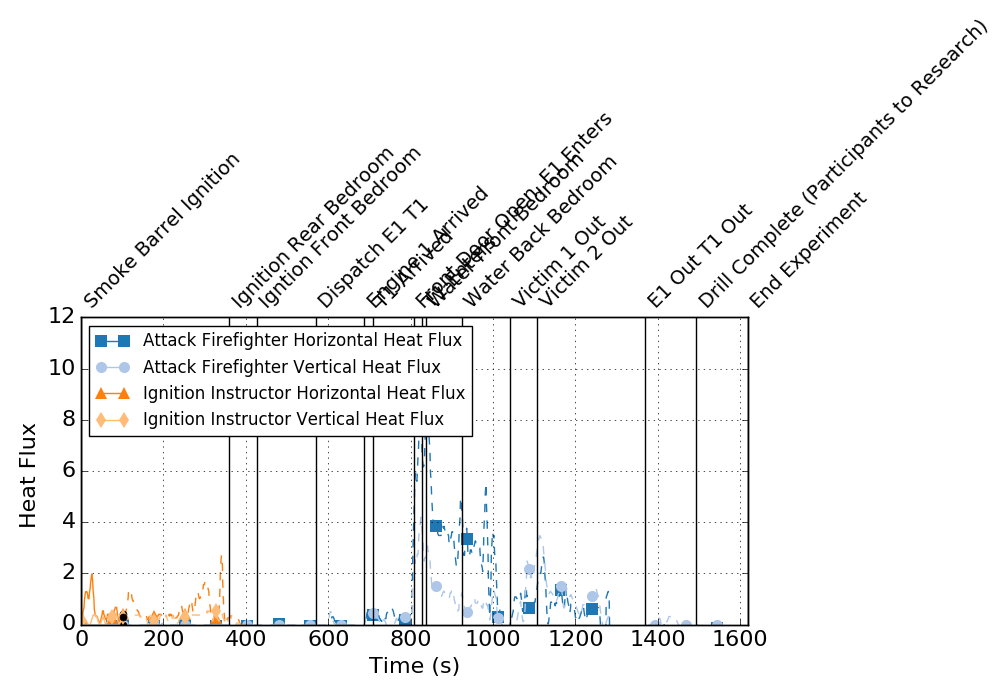 Smoke Barrel Ignition
Ignition Rear Bedroom
Igntion Front Bedroom
Dispatch E1 T1
Engine 1 Arrived
T1 Arrived
Front Door Open, E1 Enters
Water Front Bedroom
Water Back Bedroom
Victim 1 Out
Victim 2 Out
E1 Out T1 Out
Drill Complete (Participants to Research)
End Experiment
12
10
8
6
4
2
0
Heat Flux
Attack Firefighter Horizontal Heat Flux
Attack Firefighter Vertical Heat Flux
Ignition Instructor Horizontal Heat Flux
Ignition Instructor Vertical Heat Flux
0 200 400 600 800 1000 1200 1400 1600
Time (s)